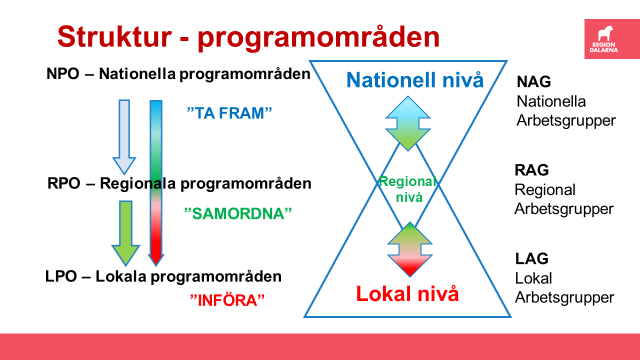 Struktur - programområden
REGION
DALARNA
NPO – Nationella programområden
”TA FRAM”
RPO – Regionala programområden
”SAMORDNA”
LPO – Lokala programområden
”INFÖRA”
Nationell nivå
Regional
nivå
Lokal nivå
NAG
Nationella
Arbetsgrupper
RAG
Regional
Arbetsgrupper
LAG
Lokal
Arbetsgrupper